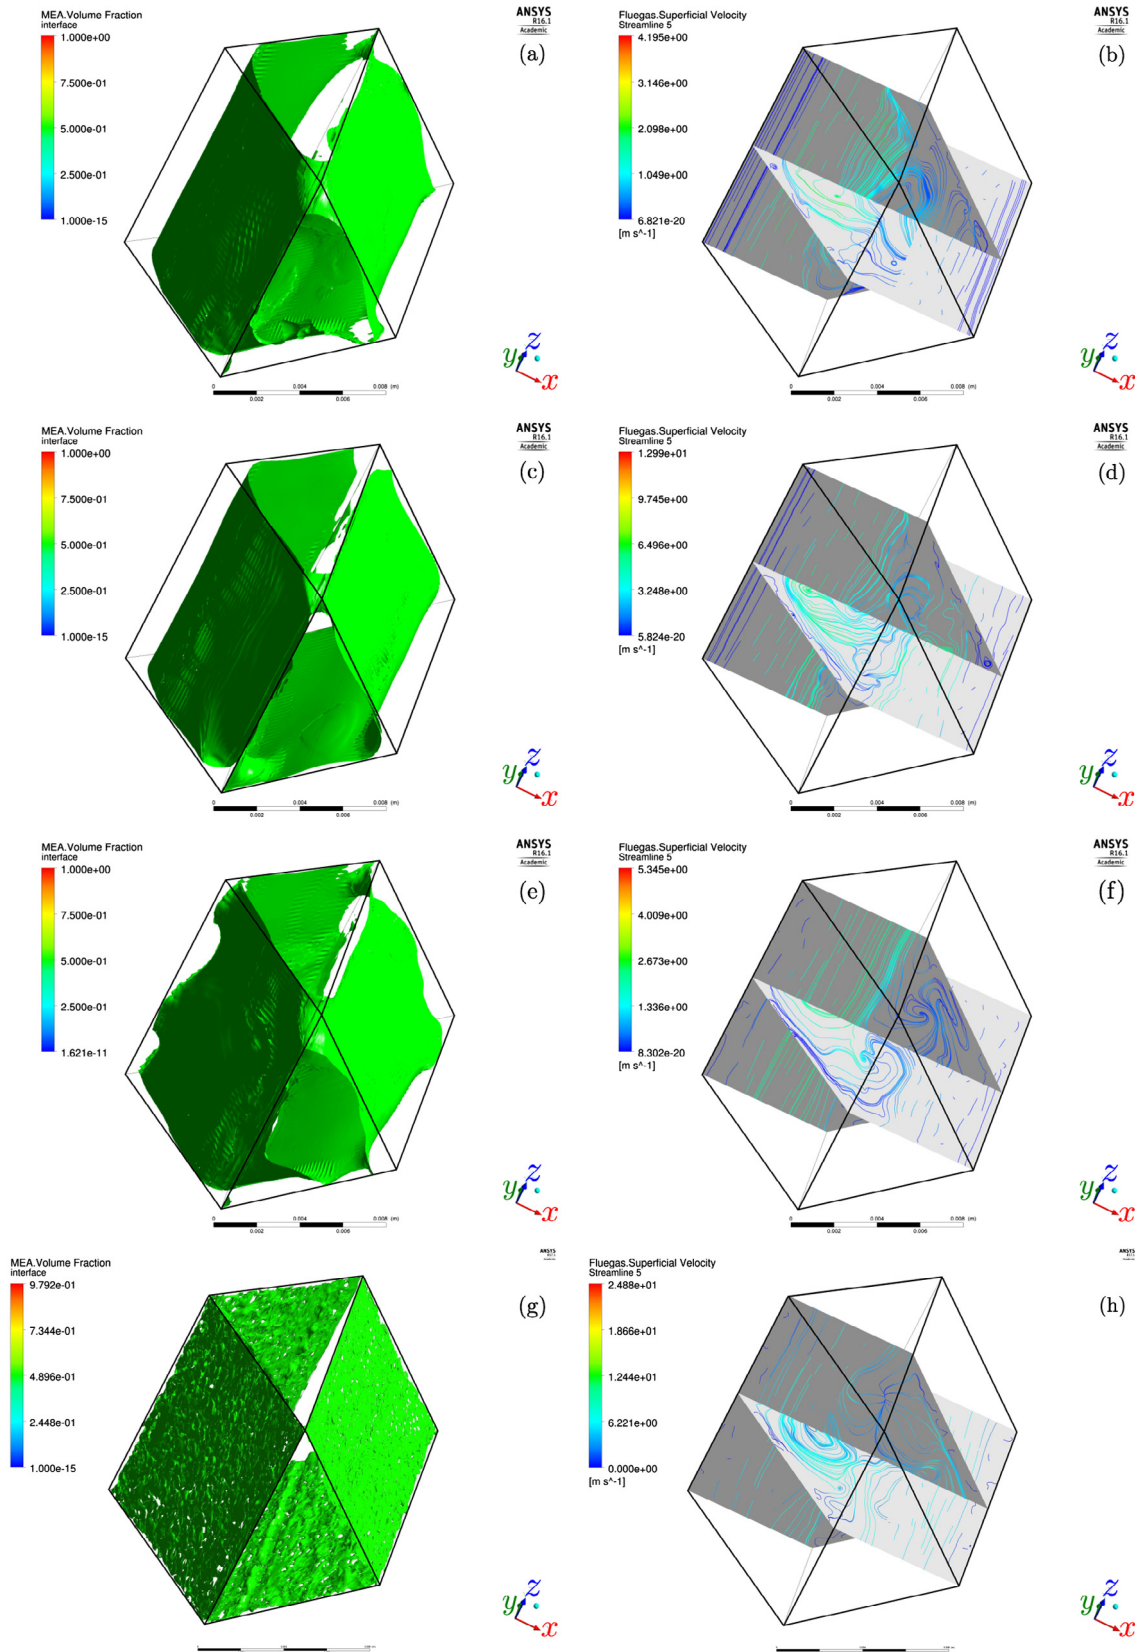 MEA.Volume Fraction
interface
1.000e+00
7.500e-01
5.000e-01
2.500e-01
1.000e-15
ANSYS
R16.1
Academic
(a)
y z
x
0 0.004 0.008 (m)
0.002 0.006
Fluegas.Superficial Velocity
Streamline 5
4.195e+00
3.146e+00
2.098e+00
1.049e+00
6.821e-20
[m s^-1]
ANSYS
R16.1
Academic
(b)
y z
x
0 0.004 0.008 (m)
0.002 0.006
MEA.Volume Fraction
interface
1.000e+00
7.500e-01
5.000e-01
2.500e-01
1.000e-15
ANSYS
R16.1
Academic
(c)
y z
x
0 0.004 0.008 (m)
0.002 0.006
Fluegas.Superficial Velocity
Streamline 5
1.299e+01
9.745e+00
6.496e+00
3.248e+00
5.824e-20
[m s^-1]
ANSYS
R16.1
Academic
(d)
y z
x
0 0.004 0.008 (m)
0.002 0.006
MEA.Volume Fraction
interface
1.000e+00
7.500e-01
5.000e-01
2.500e-01
1.621e-11
ANSYS
R16.1
Academic
(e)
y z
x
0 0.004 0.008 (m)
0.002 0.006
Fluegas.Superficial Velocity
Streamline 5
5.345e+00
4.009e+00
2.673e+00
1.336e+00
8.302e-20
[m s^-1]
ANSYS
R16.1
Academic
(f)
y z
x
0 0.004 0.008 (m)
0.002 0.006
MEA.Volume Fraction
interface
9.792e-01
7.344e-01
4.896e-01
2.448e-01
1.000e-15
ANSYS
(g)
y z
x
Fluegas.Superficial Velocity
Streamline 5
2.488e+01
1.866e+01
1.244e+01
6.221e+00
0.000e+00
[m s^-1]
ANSYS
(h)
y z
x